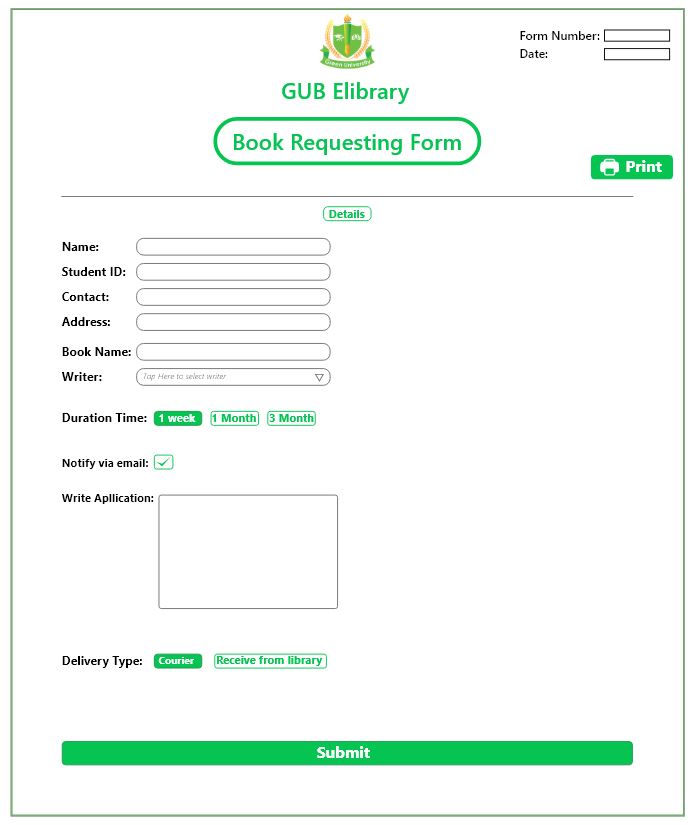 Green University
Form Number:
Date:
GUB Elibrary
Book Requesting Form
Print
Details
Name:
Student ID:
Contact:
Address:
Book Name:
Writer: Tap Here to select writer
Duration Time: 1 week 1 Month 3 Month
Notify via email:
Write Apllication:
Delivery Type: Courier Receive from library
Submit